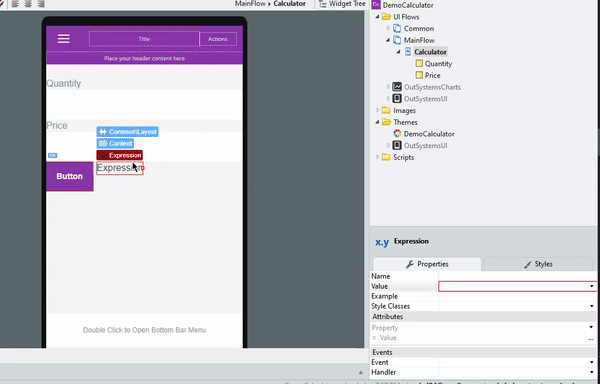 MainFlow ▸ Calculator
Widget Tree
DemoCalculator
UI Flows
Common
MainFlow
Calculator
Quantity
Price
OutSystemsCharts
OutSystemsUI
Images
Themes
DemoCalculator
OutSystemsUI
Scripts
Title
Actions
Place your header content here
Quantity
Price
CommonLayout
Content
Expression
Button
Expression
Double Click to Open Bottom Bar Menu
x.y Expression
Properties
Styles
Name
Value
Example
Style Classes
Attributes
Property
= Value
...
Events
Event
Handler